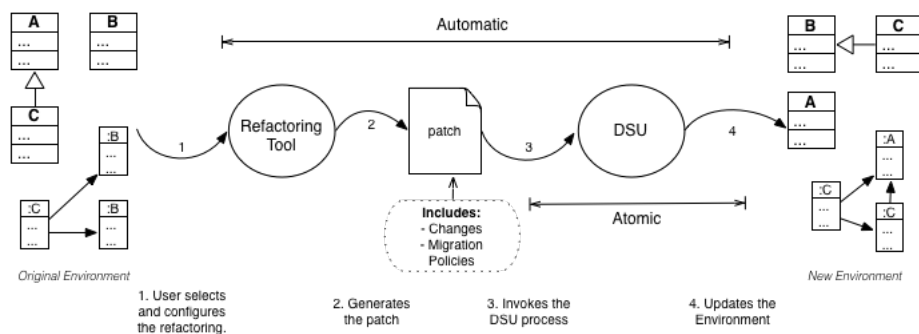 A
...
...
B
...
...
C
...
...
:B
...
...
:C
...
...
:B
...
...
Original Environment
Automatic
1
Refactoring
Tool
2
patch
3
DSU
4
Includes:
- Changes
- Migration
Policies
Atomic
B
...
...
C
...
...
A
...
...
:A
...
...
:C
...
...
:C
...
...
New Environment
1. User selects
and configures
the refactoring.
2. Generates
the patch
3. Invokes the
DSU process
4. Updates the
Environment